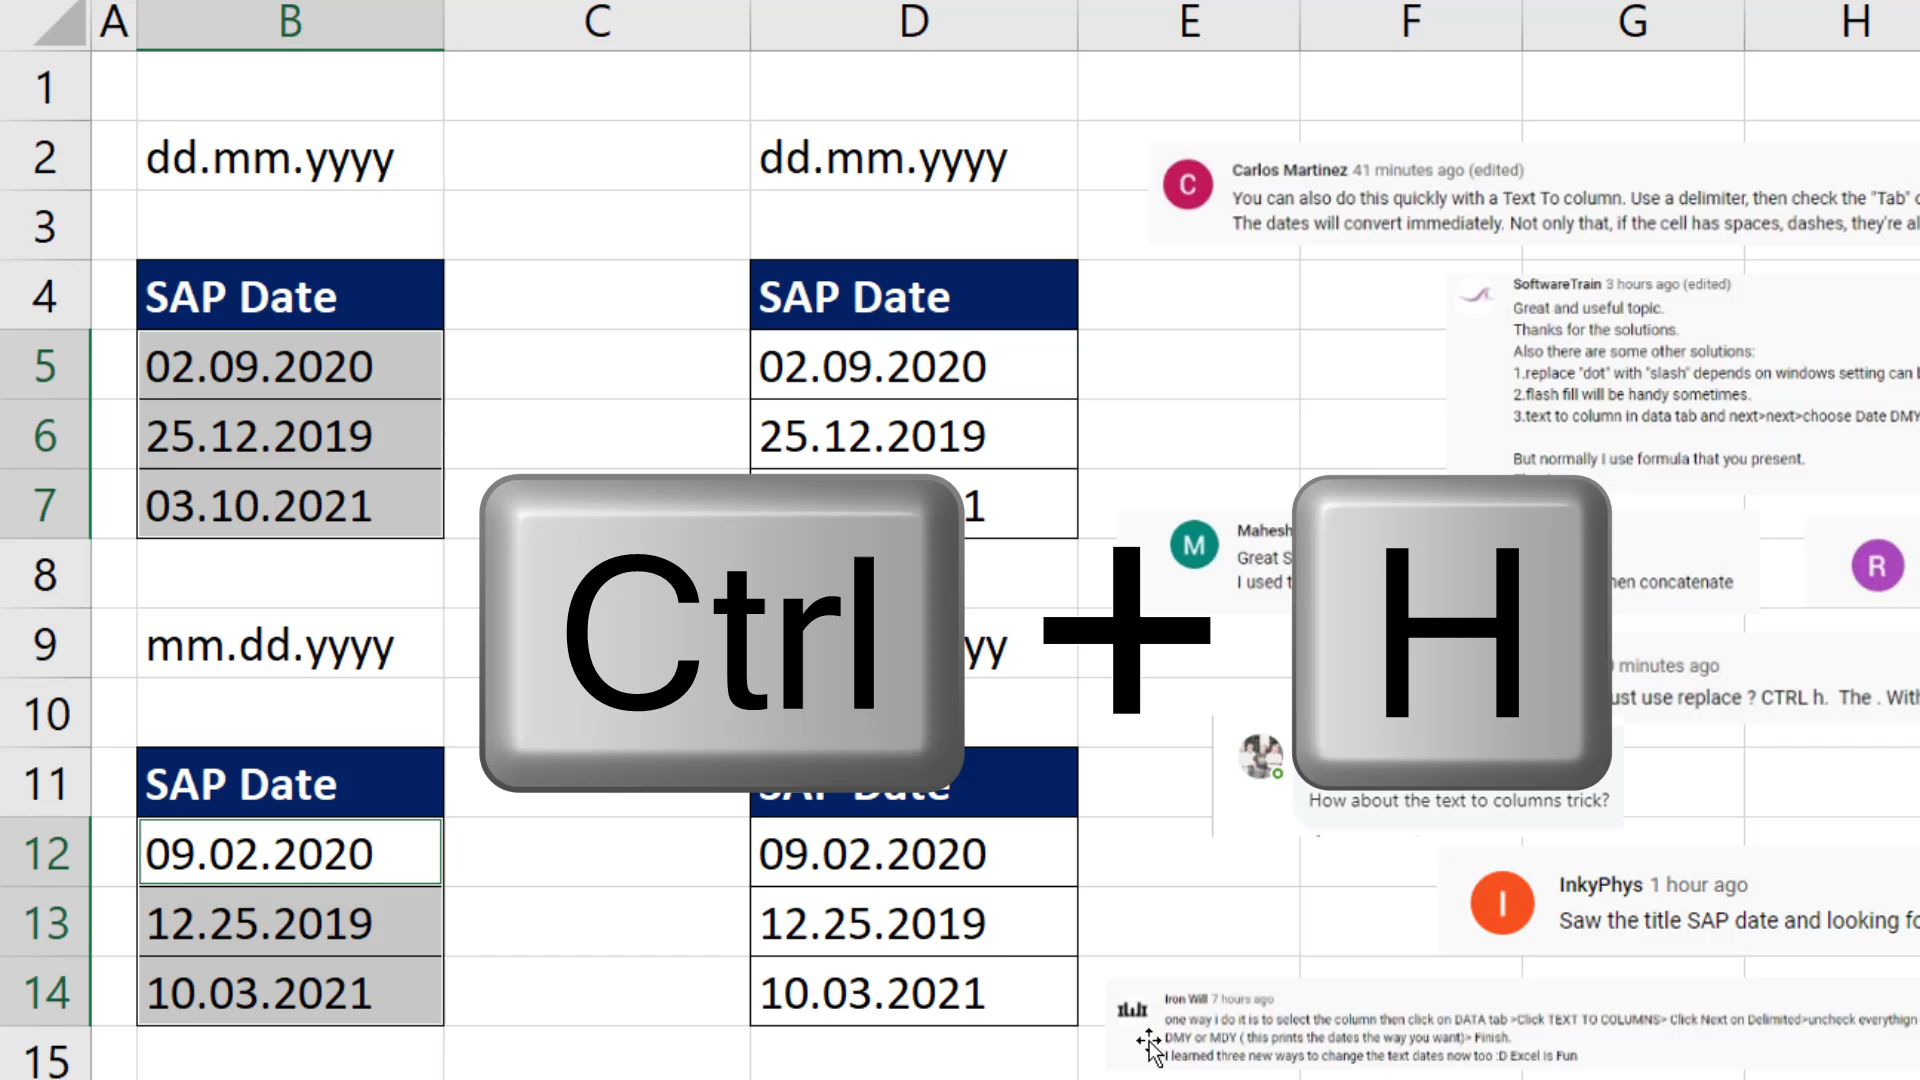 A B C D E F G H
1
2 dd.mm.yyyy dd.mm.yyyy
3
4 SAP Date SAP Date
5 02.09.2020 02.09.2020
6 25.12.2019 25.12.2019
7 03.10.2021 1
8
9 mm.dd.yyyy yy
10
11 SAP Date SAP Date
12 09.02.2020 09.02.2020
13 12.25.2019 12.25.2019
14 10.03.2021 10.03.2021
15
Ctrl + H
C
Carlos Martinez 41 minutes ago (edited)
You can also do this quickly with a Text To column. Use a delimiter, then check the "Tab"
The dates will convert immediately. Not only that, if the cell has spaces, dashes, they're al
SoftwareTrain 3 hours ago (edited)
Great and useful topic.
Thanks for the solutions.
Also there are some other solutions:
1.replace "dot" with "slash" depends on windows setting can
2.flash fill will be handy sometimes.
3.text to column in data tab and next>next>choose Date DMY
But normally I use formula that you present.
M
Mahesh
Great S
I used t hen concatenate
R
minutes ago
ust use replace ? CTRL h. The . With
How about the text to columns trick?
I
InkyPhys 1 hour ago
Saw the title SAP date and looking fo
Iron Will 7 hours ago
one way i do it is to select the column then click on DATA tab >Click TEXT TO COLUMNS> Click Next on Delimited>uncheck everythign
DMY or MDY ( this prints the dates the way you want)> Finish.
I learned three new ways to change the text dates now too :D Excel is Fun